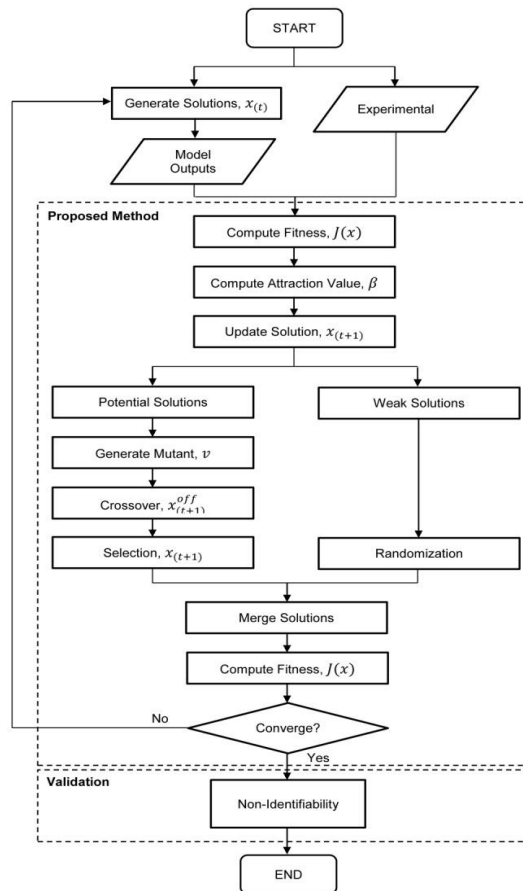 START
Generate Solutions, x(t)
Experimental
Model
Outputs
Proposed Method
Compute Fitness, J(x)
Compute Attraction Value, β
Update Solution, x(t+1)
Potential Solutions
Weak Solutions
Generate Mutant, v
Crossover, x(t+1)^off
Selection, x(t+1)
Randomization
Merge Solutions
Compute Fitness, J(x)
No
Converge?
Yes
Validation
Non-Identifiability
END